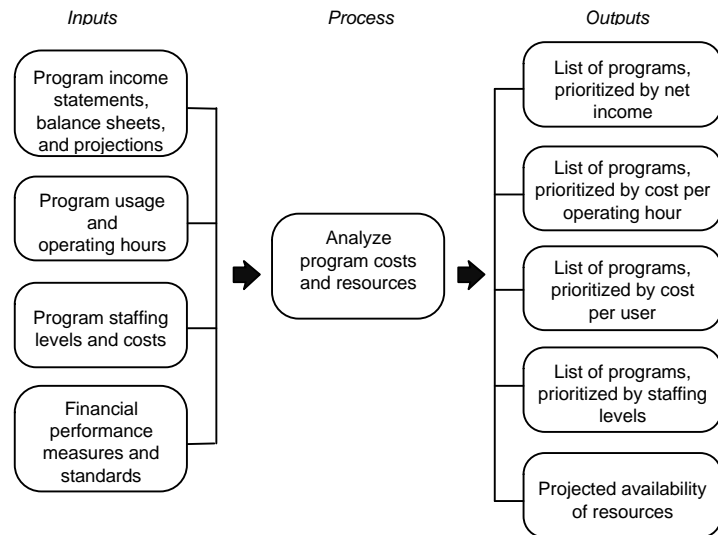 Inputs
Process
Outputs
Program income
statements,
balance sheets,
and projections
Program usage
and
operating hours
Program staffing
levels and costs
Financial
performance
measures and
standards
Analyze
program costs
and resources
List of programs,
prioritized by net
income
List of programs,
prioritized by cost per
operating hour
List of programs,
prioritized by cost
per user
List of programs,
prioritized by staffing
levels
Projected availability
of resources